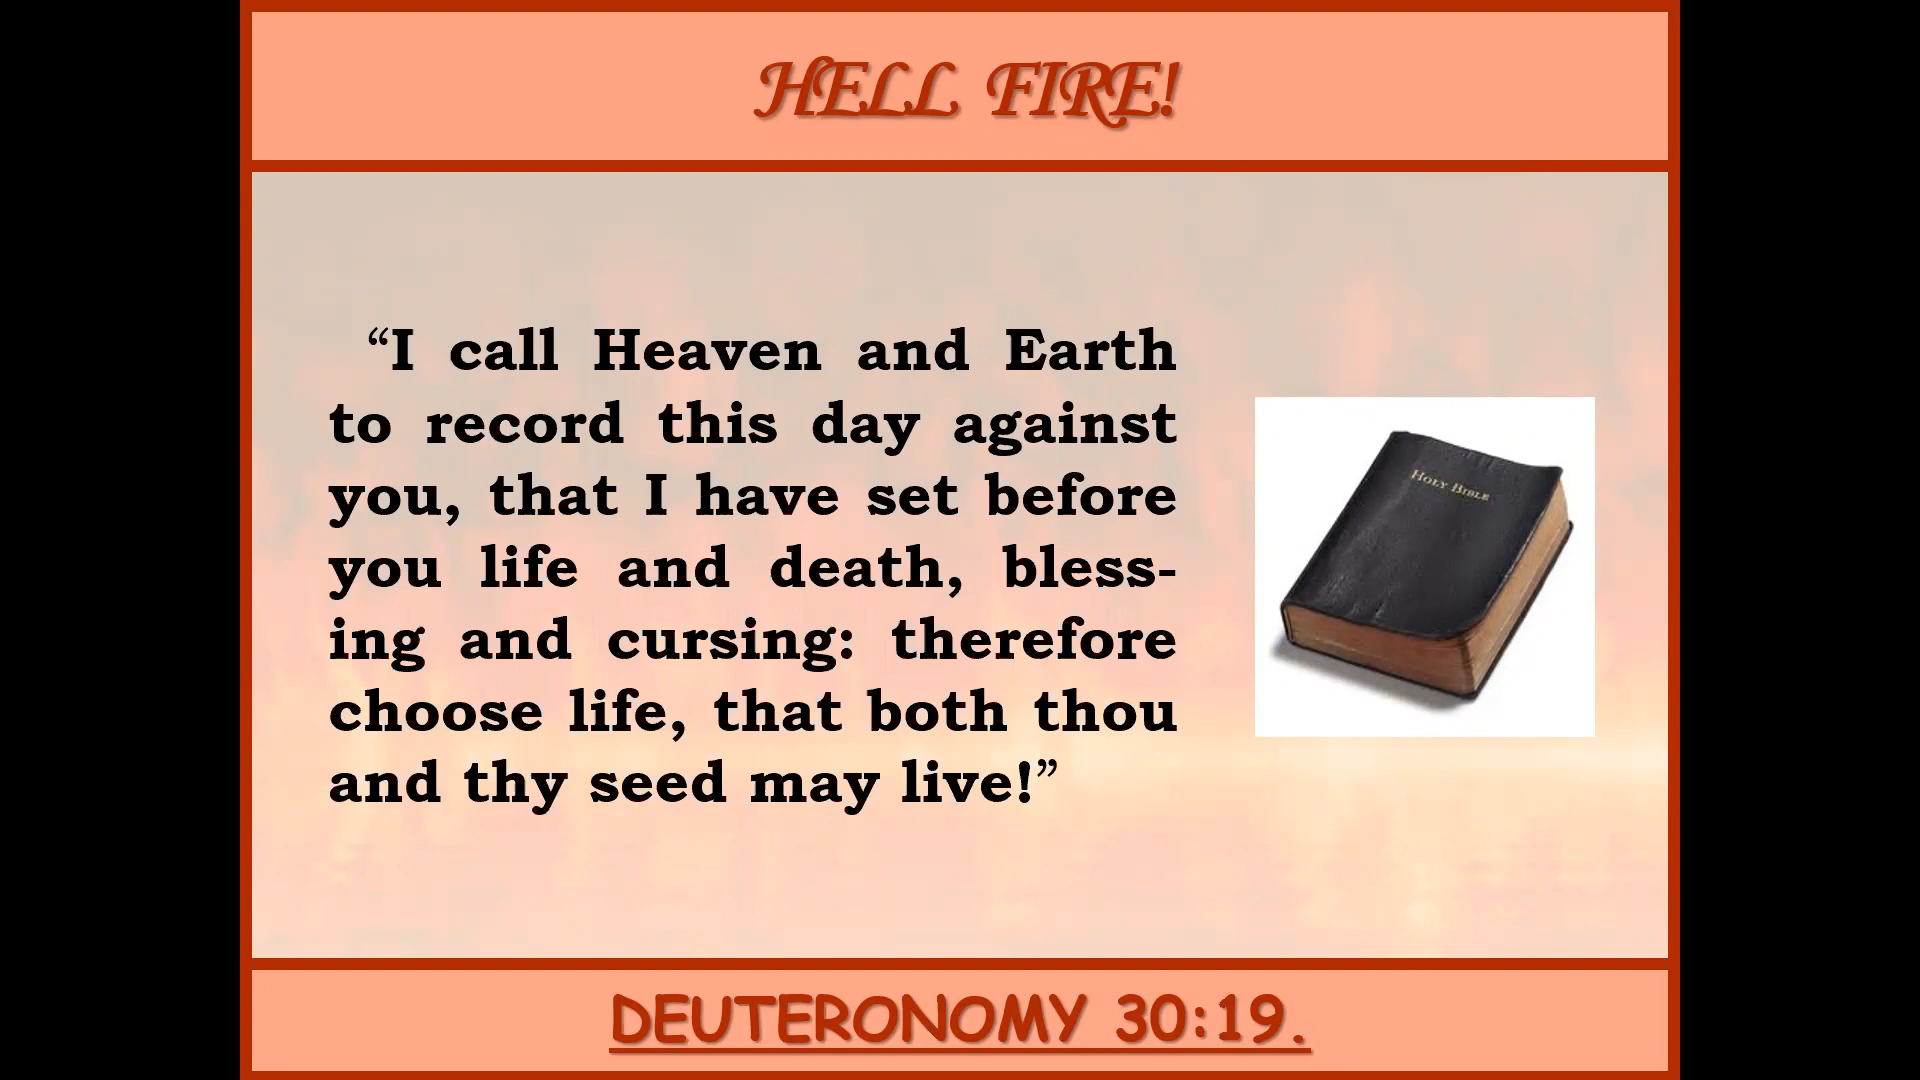 HELL FIRE!
“I call Heaven and Earth
to record this day against
you, that I have set before
you life and death, bless-
ing and cursing: therefore
choose life, that both thou
and thy seed may live!”
HOLY BIBLE
DEUTERONOMY 30:19.